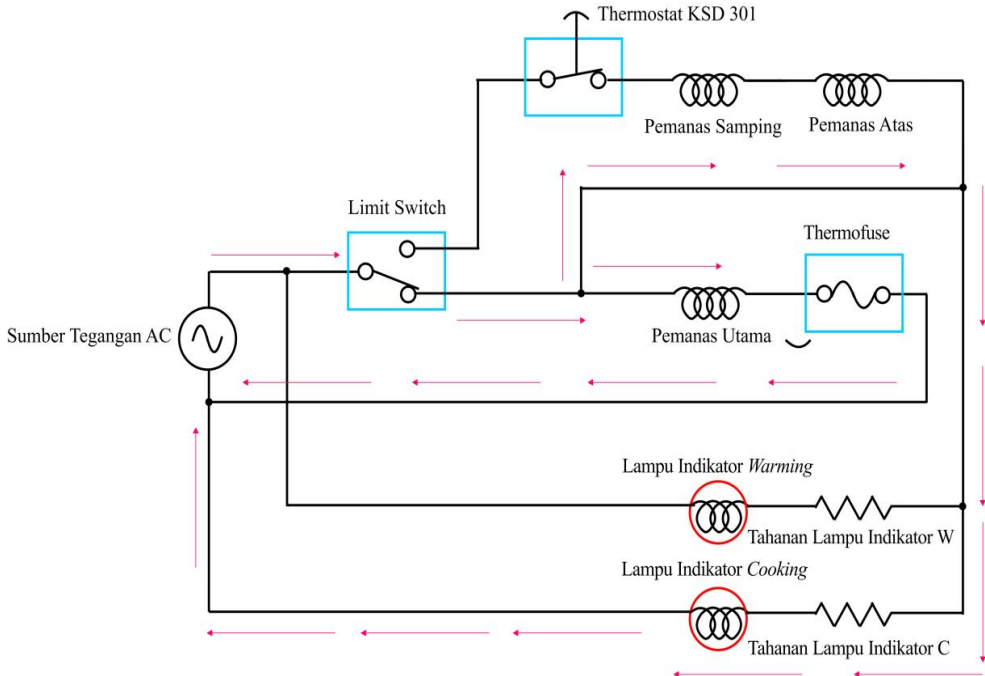 Thermostat KSD 301
Pemanas Samping
Pemanas Atas
Limit Switch
Thermofuse
Sumber Tegangan AC
Pemanas Utama
Lampu Indikator Warming
Tahanan Lampu Indikator W
Lampu Indikator Cooking
Tahanan Lampu Indikator C